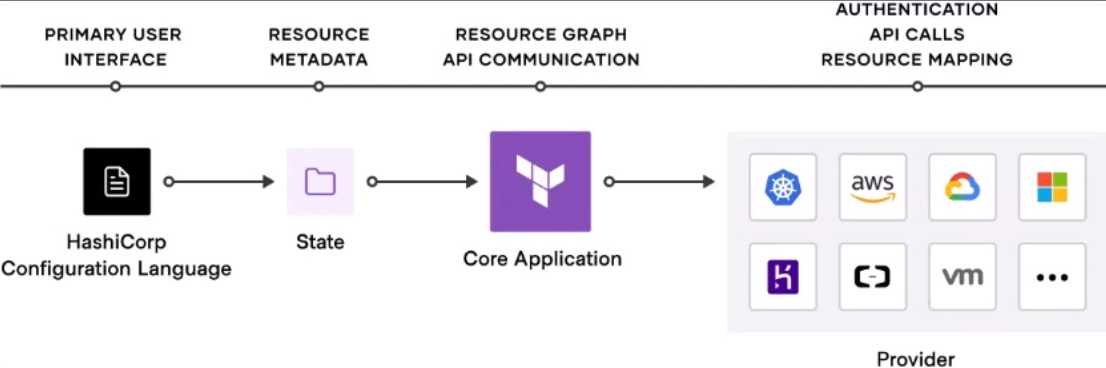 PRIMARY USER
INTERFACE
RESOURCE
METADATA
RESOURCE GRAPH
API COMMUNICATION
AUTHENTICATION
API CALLS
RESOURCE MAPPING
HashiCorp
Configuration Language
State
Core Application
aws
vm
Provider